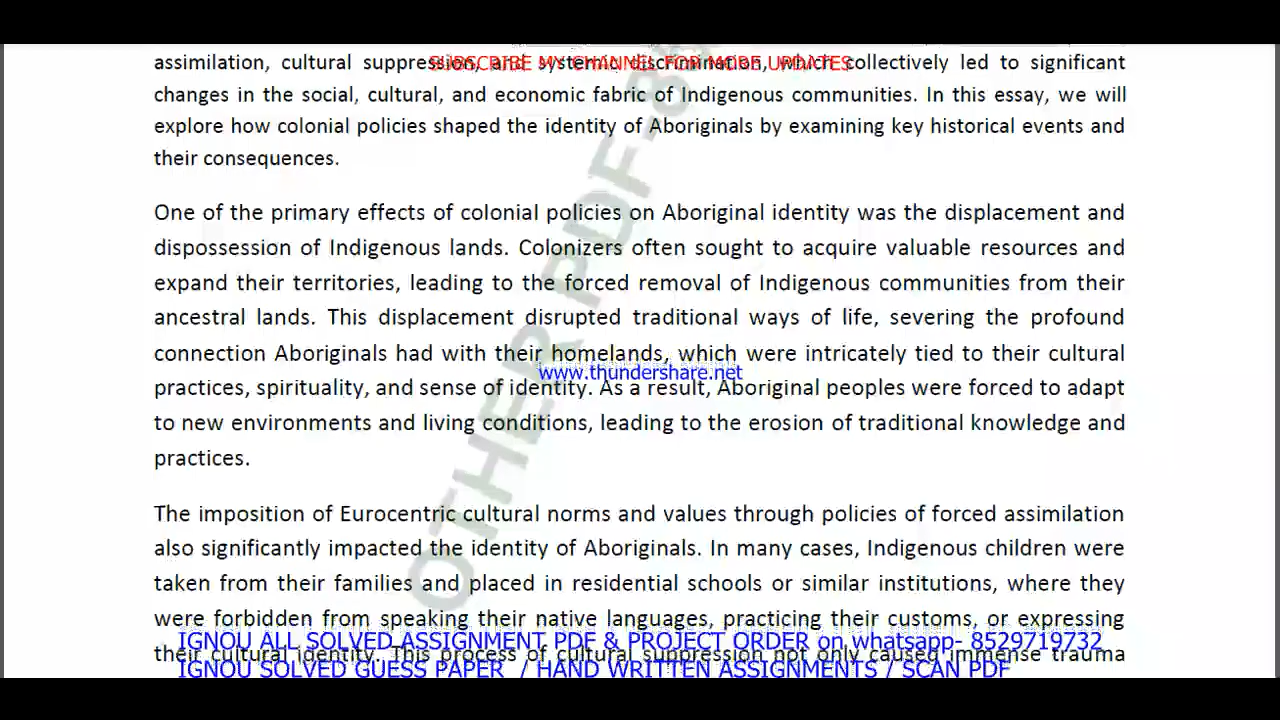 assimilation, cultural suppression, and systemic discrimination, which collectively led to significant
SUBSCRIBE MY CHANNEL FOR MORE UPDATES
changes in the social, cultural, and economic fabric of Indigenous communities. In this essay, we will
explore how colonial policies shaped the identity of Aboriginals by examining key historical events and
their consequences.
One of the primary effects of colonial policies on Aboriginal identity was the displacement and
dispossession of Indigenous lands. Colonizers often sought to acquire valuable resources and
expand their territories, leading to the forced removal of Indigenous communities from their
ancestral lands. This displacement disrupted traditional ways of life, severing the profound
connection Aboriginals had with their homelands, which were intricately tied to their cultural
www.thundershare.net
practices, spirituality, and sense of identity. As a result, Aboriginal peoples were forced to adapt
to new environments and living conditions, leading to the erosion of traditional knowledge and
practices.
The imposition of Eurocentric cultural norms and values through policies of forced assimilation
also significantly impacted the identity of Aboriginals. In many cases, Indigenous children were
taken from their families and placed in residential schools or similar institutions, where they
were forbidden from speaking their native languages, practicing their customs, or expressing
IGNOU ALL SOLVED ASSIGNMENT PDF & PROJECT ORDER on whatsapp- 8529719732
their cultural identity. This process of cultural suppression not only caused immense trauma
IGNOU SOLVED GUESS PAPER / HAND WRITTEN ASSIGNMENTS / SCAN PDF
OTHER PDF-